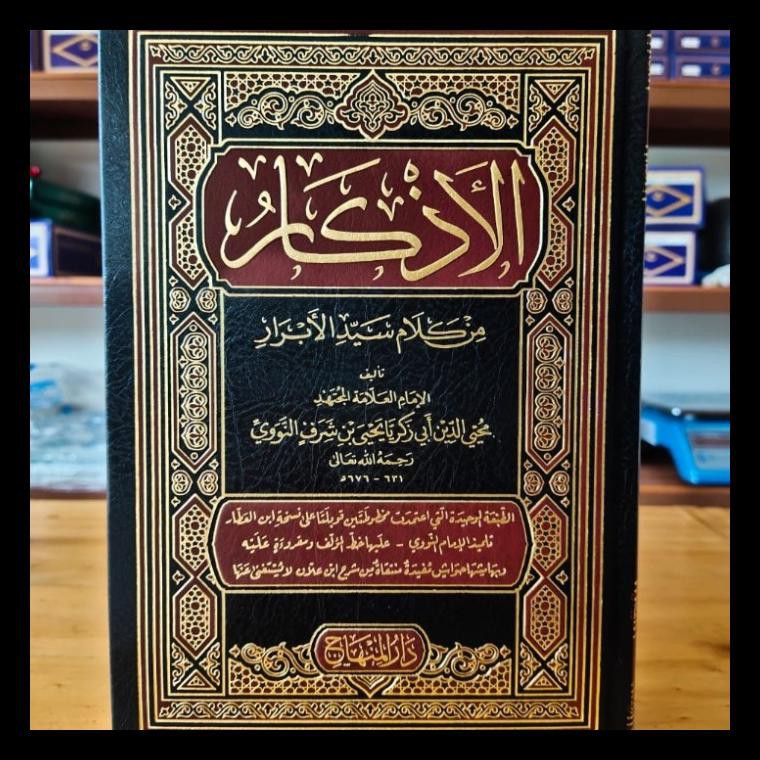 الأذكار
من كلام سيد الأبرار
تأليف
الإمام العلامة المجتهد
محيي الدين أبي زكريا يحيى بن شرف النووي
رحمه الله تعالى
٦٣١ - ٦٧٦ ه
الطبعة الوحيدة التي اعتمدت مخطوطتين قوبلتا على نسخة ابن العطار
تلميذ الإمام النووي - عليها خط المؤلف ومقروءة عليه
وبهامشها حواش مفيدة منتقاة من شرح ابن علان لا يستغنى عنها
دار المنهاج